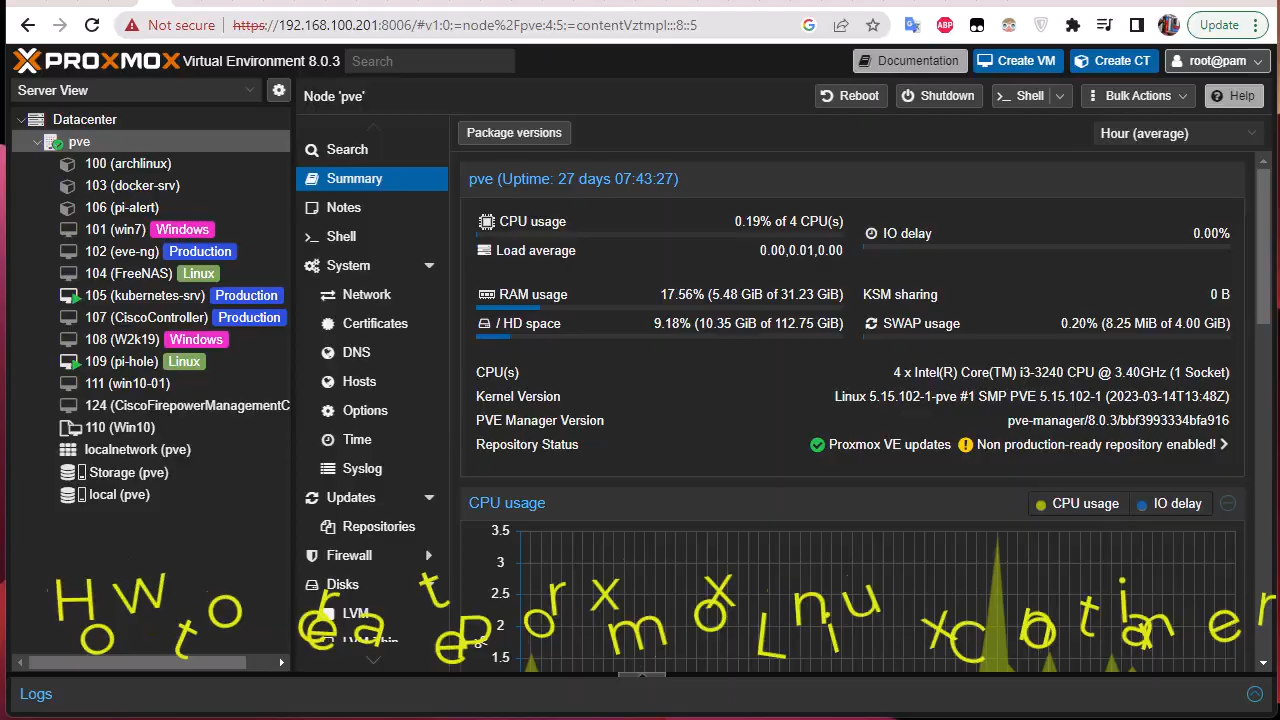 Not secure https://192.168.100.201:8006/#v1:0:=node%2Fpve:4:5:=contentVztmpl:::8::5 Update
PROXMOX Virtual Environment 8.0.3 Search Documentation Create VM Create CT root@pam
Server View
Node 'pve' Reboot Shutdown Shell Bulk Actions Help
Datacenter
pve
100 (archlinux)
103 (docker-srv)
106 (pi-alert)
101 (win7) Windows
102 (eve-ng) Production
104 (FreeNAS) Linux
105 (kubernetes-srv) Production
107 (CiscoController) Production
108 (W2k19) Windows
109 (pi-hole) Linux
111 (win10-01)
124 (CiscoFirepowerManagementC
110 (Win10)
localnetwork (pve)
Storage (pve)
local (pve)
Search
Summary
Notes
Shell
System
Network
Certificates
DNS
Hosts
Options
Time
Syslog
Updates
Repositories
Firewall
Disks
LVM
Package versions Hour (average)
pve (Uptime: 27 days 07:43:27)
CPU usage 0.19% of 4 CPU(s)
IO delay 0.00%
Load average 0.00,0.01,0.00
RAM usage 17.56% (5.48 GiB of 31.23 GiB)
KSM sharing 0 B
/ HD space 9.18% (10.35 GiB of 112.75 GiB)
SWAP usage 0.20% (8.25 MiB of 4.00 GiB)
CPU(s) 4 x Intel(R) Core(TM) i3-3240 CPU @ 3.40GHz (1 Socket)
Kernel Version Linux 5.15.102-1-pve #1 SMP PVE 5.15.102-1 (2023-03-14T13:48Z)
PVE Manager Version pve-manager/8.0.3/bbf3993334bfa916
Repository Status Proxmox VE updates Non production-ready repository enabled!
CPU usage CPU usage IO delay
3.5
3
2.5
2
1.5
HOW to
Logs